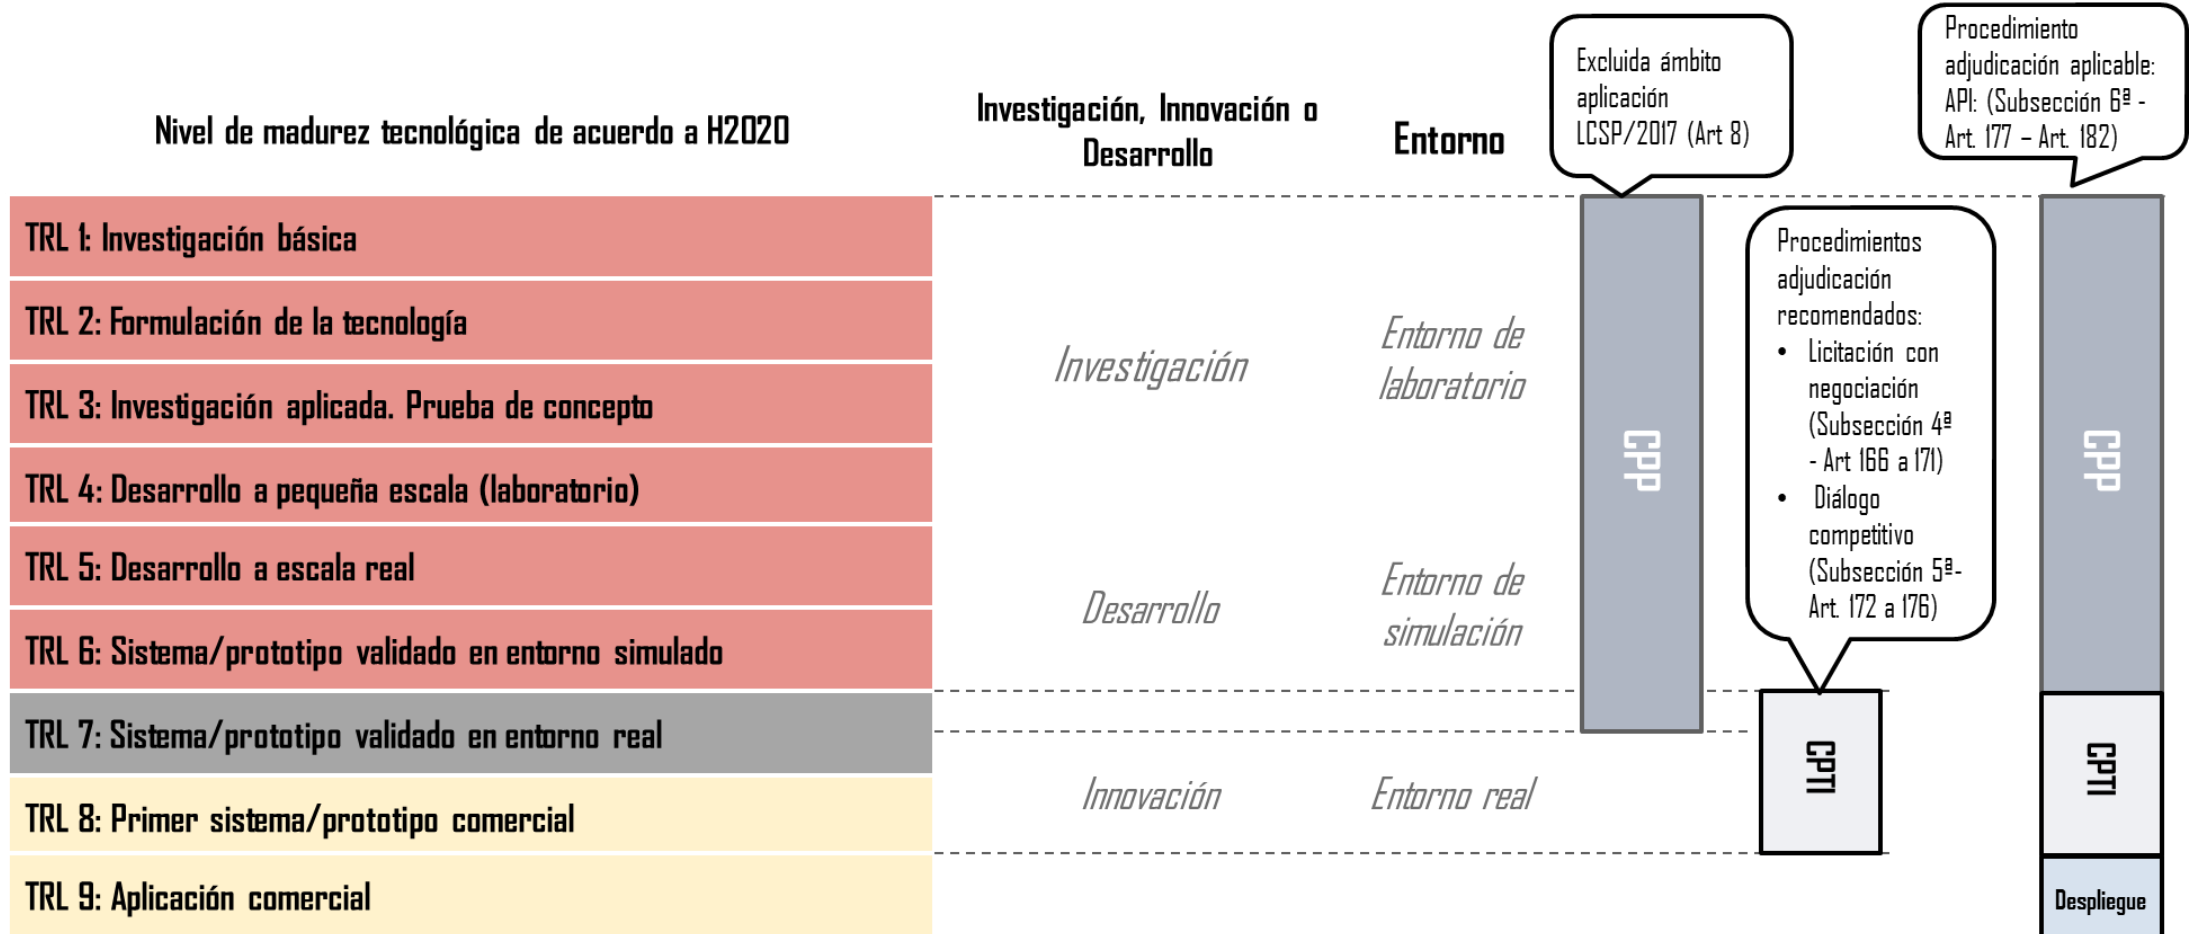 Nivel de madurez tecnológica de acuerdo a H2020
Investigación, Innovación o
Desarrollo
Entorno
Excluida ámbito
aplicación
LCSP/2017 (Art 8)
Procedimiento
adjudicación aplicable:
API: (Subsección 6ª -
Art. 177 – Art. 182)
TRL 1: Investigación básica
TRL 2: Formulación de la tecnología
TRL 3: Investigación aplicada. Prueba de concepto
TRL 4: Desarrollo a pequeña escala (laboratorio)
TRL 5: Desarrollo a escala real
TRL 6: Sistema/prototipo validado en entorno simulado
TRL 7: Sistema/prototipo validado en entorno real
TRL 8: Primer sistema/prototipo comercial
TRL 9: Aplicación comercial
Investigación
Desarrollo
Innovación
Entorno de
laboratorio
Entorno de
simulación
Entorno real
CPP
Procedimientos
adjudicación
recomendados:
• Licitación con
negociación
(Subsección 4ª
- Art 166 a 171)
• Diálogo
competitivo
(Subsección 5ª-
Art. 172 a 176)
CPTI
CPP
CPTI
Despliegue